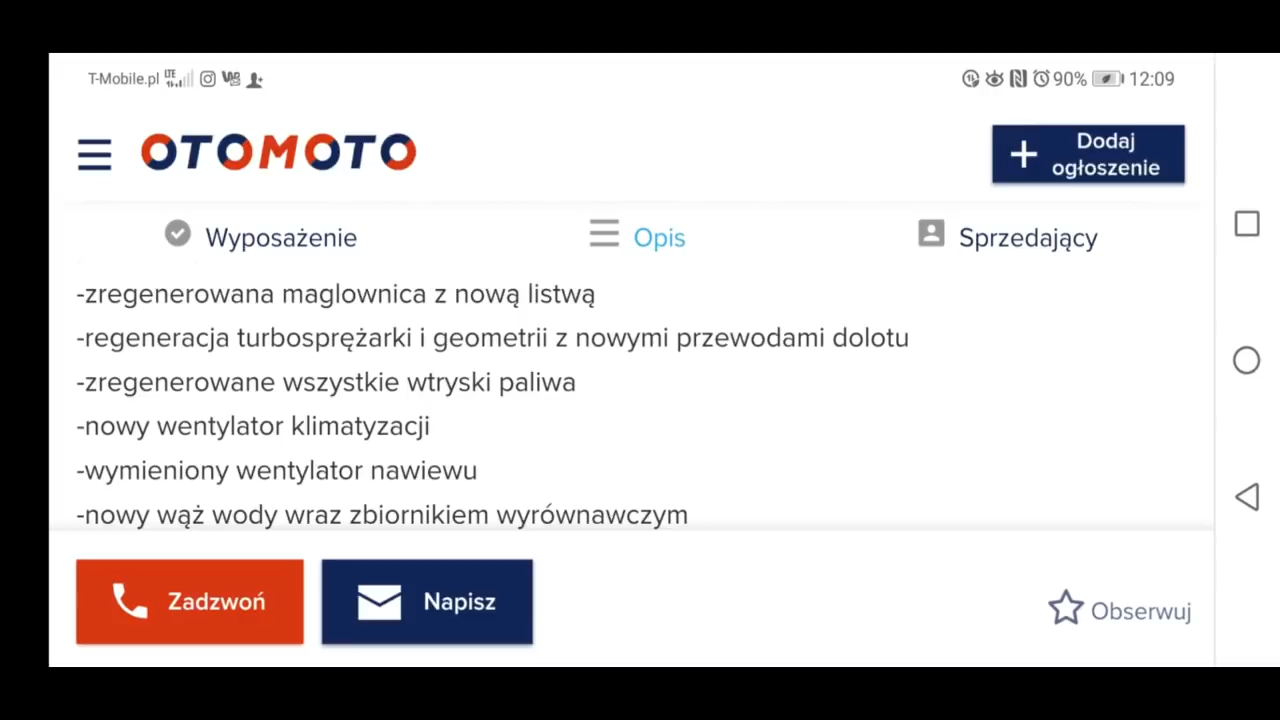 T-Mobile.pl LTE 90% 12:09
OTOMOTO
Dodaj
ogłoszenie
Wyposażenie Opis Sprzedający
-zregenerowana maglownica z nową listwą
-regeneracja turbosprężarki i geometrii z nowymi przewodami dolotu
-zregenerowane wszystkie wtryski paliwa
-nowy wentylator klimatyzacji
-wymieniony wentylator nawiewu
-nowy wąż wody wraz zbiornikiem wyrównawczym
Zadzwoń Napisz Obserwuj